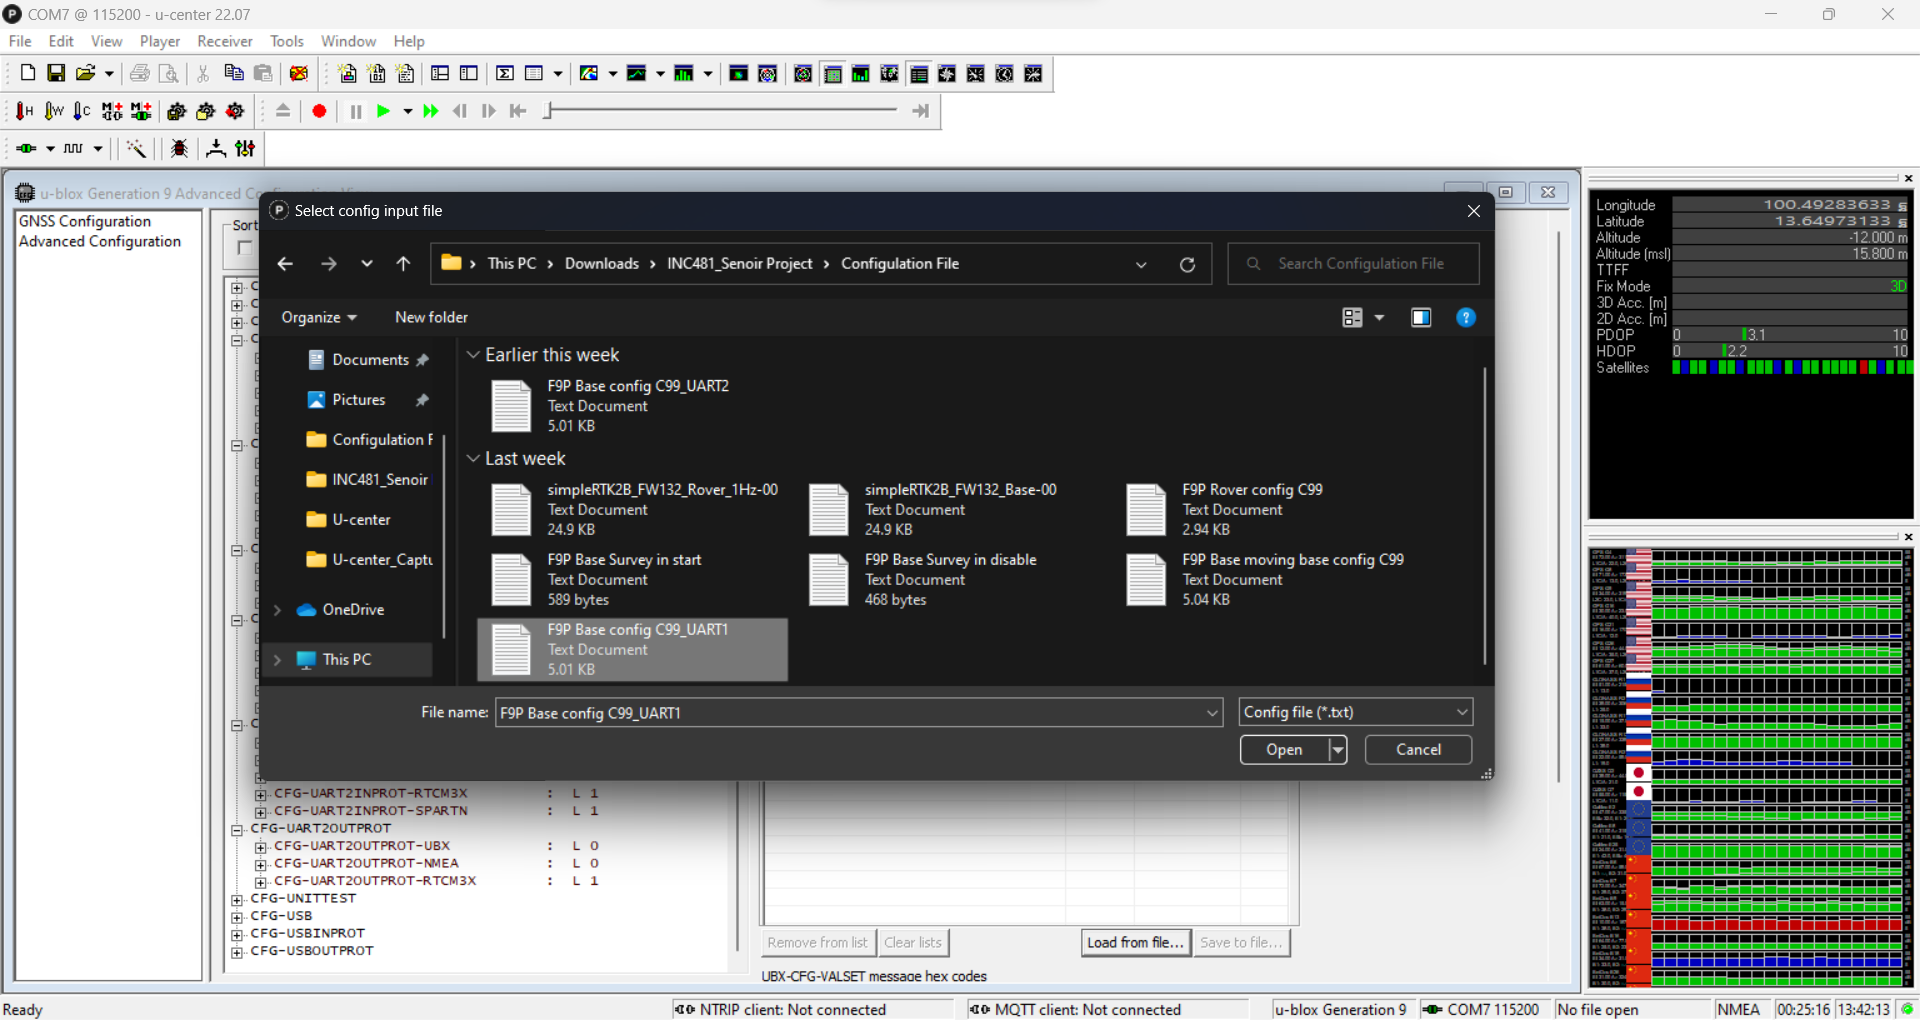 COM7 @ 115200 - u-center 22.07
File Edit View Player Receiver Tools Window Help
u-blox Generation 9 Advanced
GNSS Configuration
Advanced Configuration
Sort
Select config input file
This PC > Downloads > INC481_Senoir Project > Configulation File
Search Configulation File
Organize
New folder
Documents
Pictures
Configulation F
INC481_Senoir
U-center
U-center_Captu
OneDrive
This PC
Earlier this week
F9P Base config C99_UART2
Text Document
5.01 KB
Last week
simpleRTK2B_FW132_Rover_1Hz-00
Text Document
24.9 KB
simpleRTK2B_FW132_Base-00
Text Document
24.9 KB
F9P Rover config C99
Text Document
2.94 KB
F9P Base Survey in start
Text Document
589 bytes
F9P Base Survey in disable
Text Document
468 bytes
F9P Base moving base config C99
Text Document
5.04 KB
F9P Base config C99_UART1
Text Document
5.01 KB
File name: F9P Base config C99_UART1
Config file (*.txt)
Open
Cancel
CFG-UART2INPROT-RTCM3X : L 1
CFG-UART2INPROT-SPARTN : L 1
CFG-UART2OUTPROT
CFG-UART2OUTPROT-UBX : L 0
CFG-UART2OUTPROT-NMEA : L 0
CFG-UART2OUTPROT-RTCM3X : L 1
CFG-UNITTEST
CFG-USB
CFG-USBINPROT
CFG-USBOUTPROT
Remove from list
Clear lists
Load from file...
Save to file...
UBX-CFG-VALSET message hex codes
Longitude 100.49283633
Latitude 13.64973133
Altitude -12.000 m
Altitude (msl) 15.800 m
TTFF
Fix Mode 3D
3D Acc. [m]
2D Acc. [m]
PDOP 0 3.1 10
HDOP 0 2.2 10
Satellites
Ready
NTRIP client: Not connected
MQTT client: Not connected
u-blox Generation 9
COM7 115200
No file open
NMEA
00:25:16
13:42:13